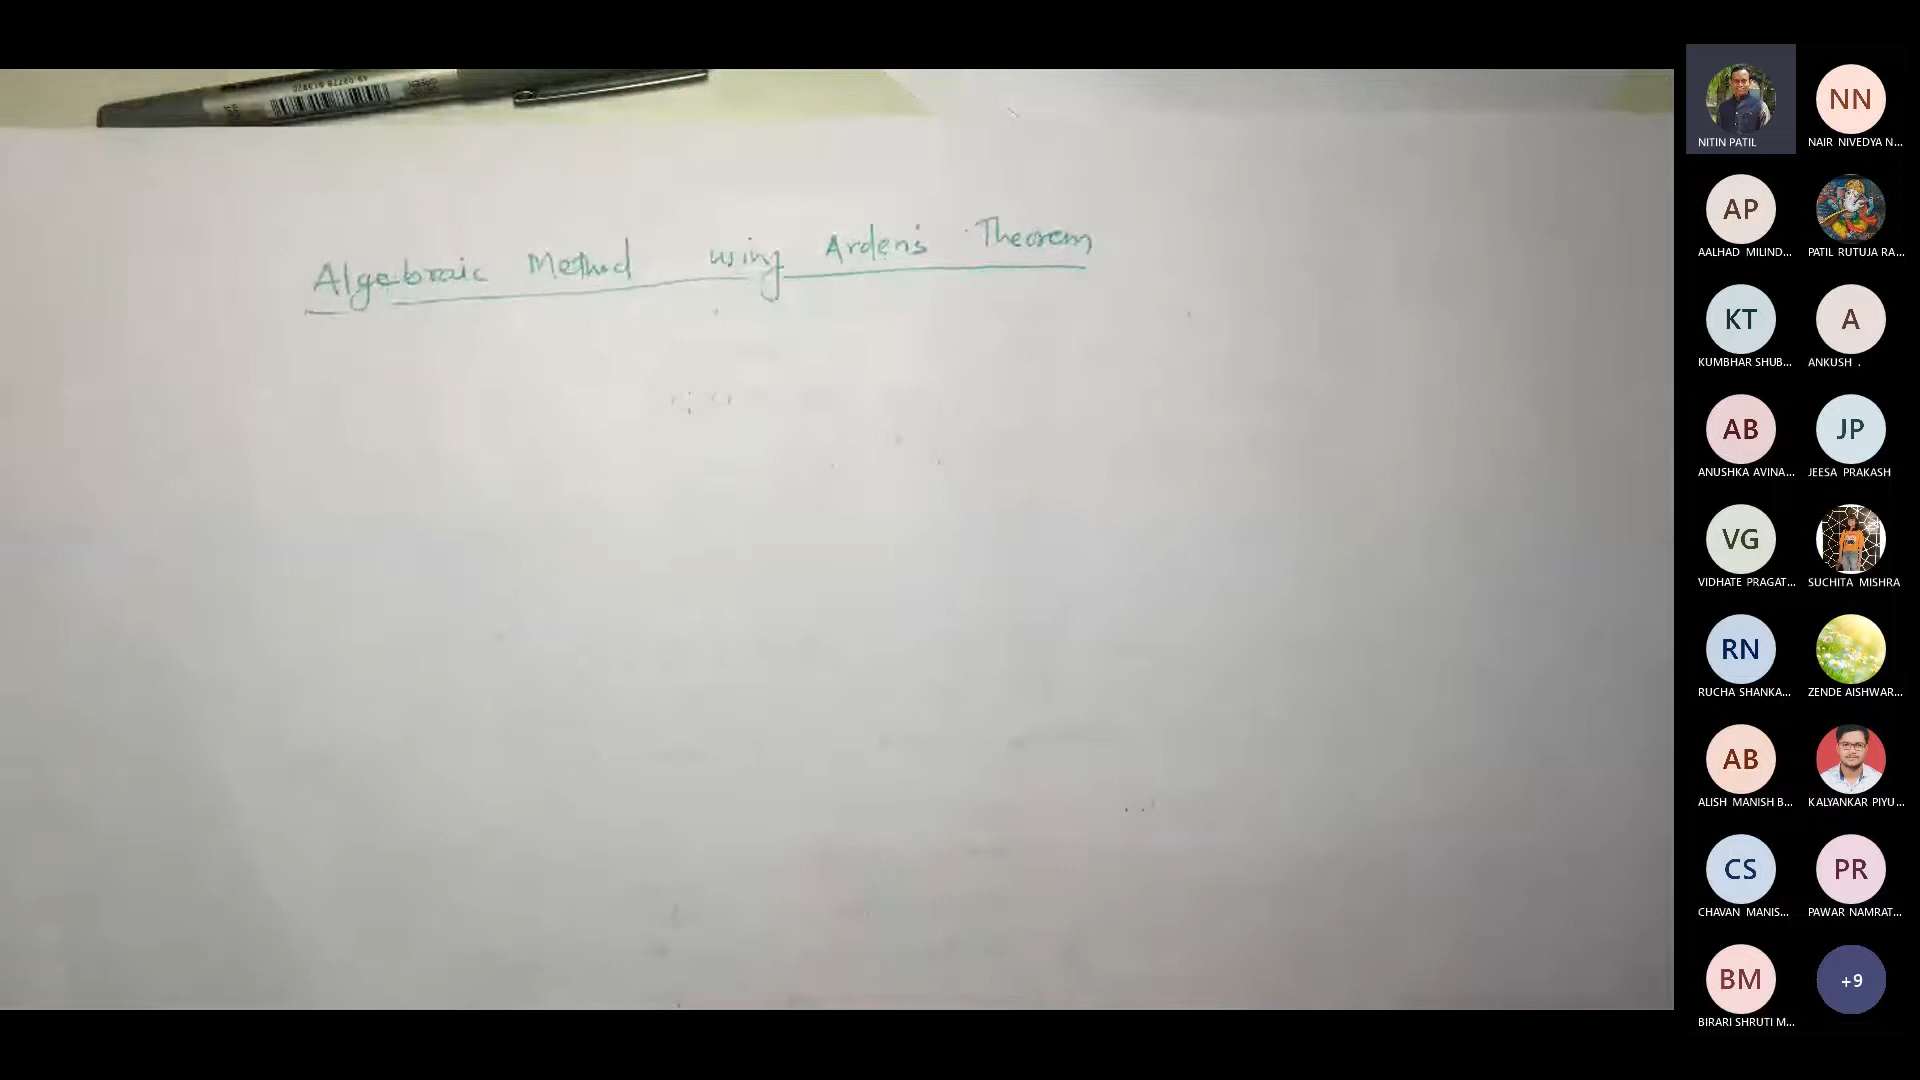 Algebraic Method using Arden's Theorem
NITIN PATIL
NN
NAIR NIVEDYA N...
AP
AALHAD MILIND...
PATIL RUTUJA RA...
KT
KUMBHAR SHUB...
A
ANKUSH .
AB
ANUSHKA AVINA...
JP
JEESA PRAKASH
VG
VIDHATE PRAGAT...
SUCHITA MISHRA
RN
RUCHA SHANKA...
ZENDE AISHWAR...
AB
ALISH MANISH B...
KALYANKAR PIYU...
CS
CHAVAN MANIS...
PR
PAWAR NAMRAT...
BM
BIRARI SHRUTI M...
+9